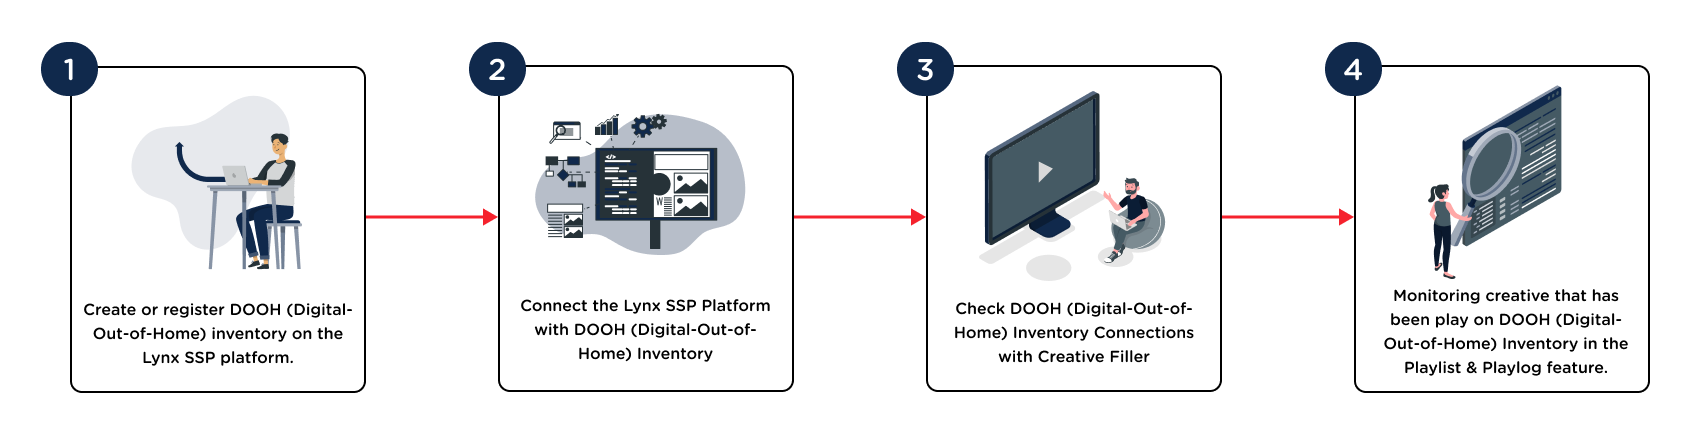 1
Create or register DOOH (Digital-
Out-of-Home) inventory on the
Lynx SSP platform.
2
</>
W
Connect the Lynx SSP Platform
with DOOH (Digital-Out-of-
Home) Inventory
3
Check DOOH (Digital-Out-of-
Home) Inventory Connections
with Creative Filler
4
Monitoring creative that has
been play on DOOH (Digital-
Out-of-Home) Inventory in the
Playlist & Playlog feature.